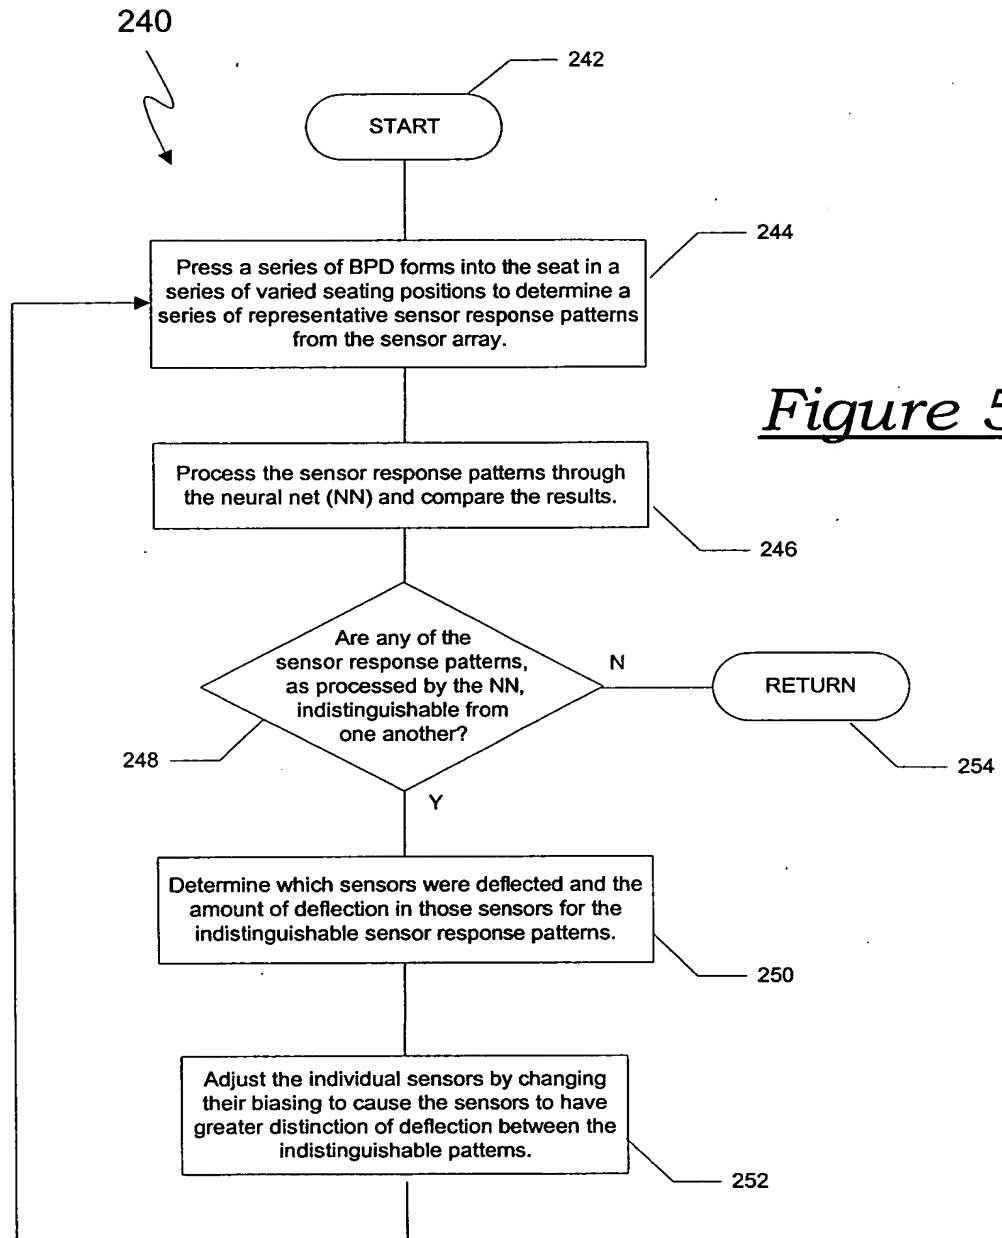 240
242
START
244
Press a series of BPD forms into the seat in a
series of varied seating positions to determine a
series of representative sensor response patterns
from the sensor array.
Figure 5
Process the sensor response patterns through
the neural net (NN) and compare the results.
246
Are any of the
sensor response patterns,
as processed by the NN,
indistinguishable from
one another?
N
RETURN
248
254
Y
Determine which sensors were deflected and the
amount of deflection in those sensors for the
indistinguishable sensor response patterns.
250
Adjust the individual sensors by changing
their biasing to cause the sensors to have
greater distinction of deflection between the
indistinguishable patterns.
252